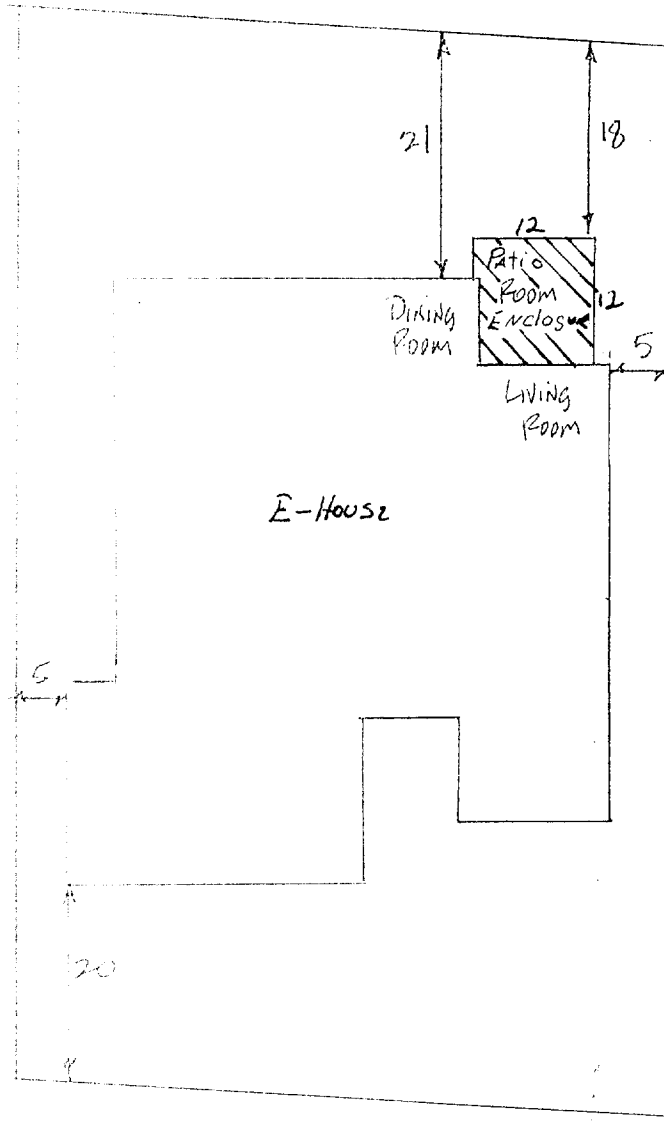 21
18
12
Patio
Room
Enclosure
12
Dining
Room
5
Living
Room
E-House
5
20